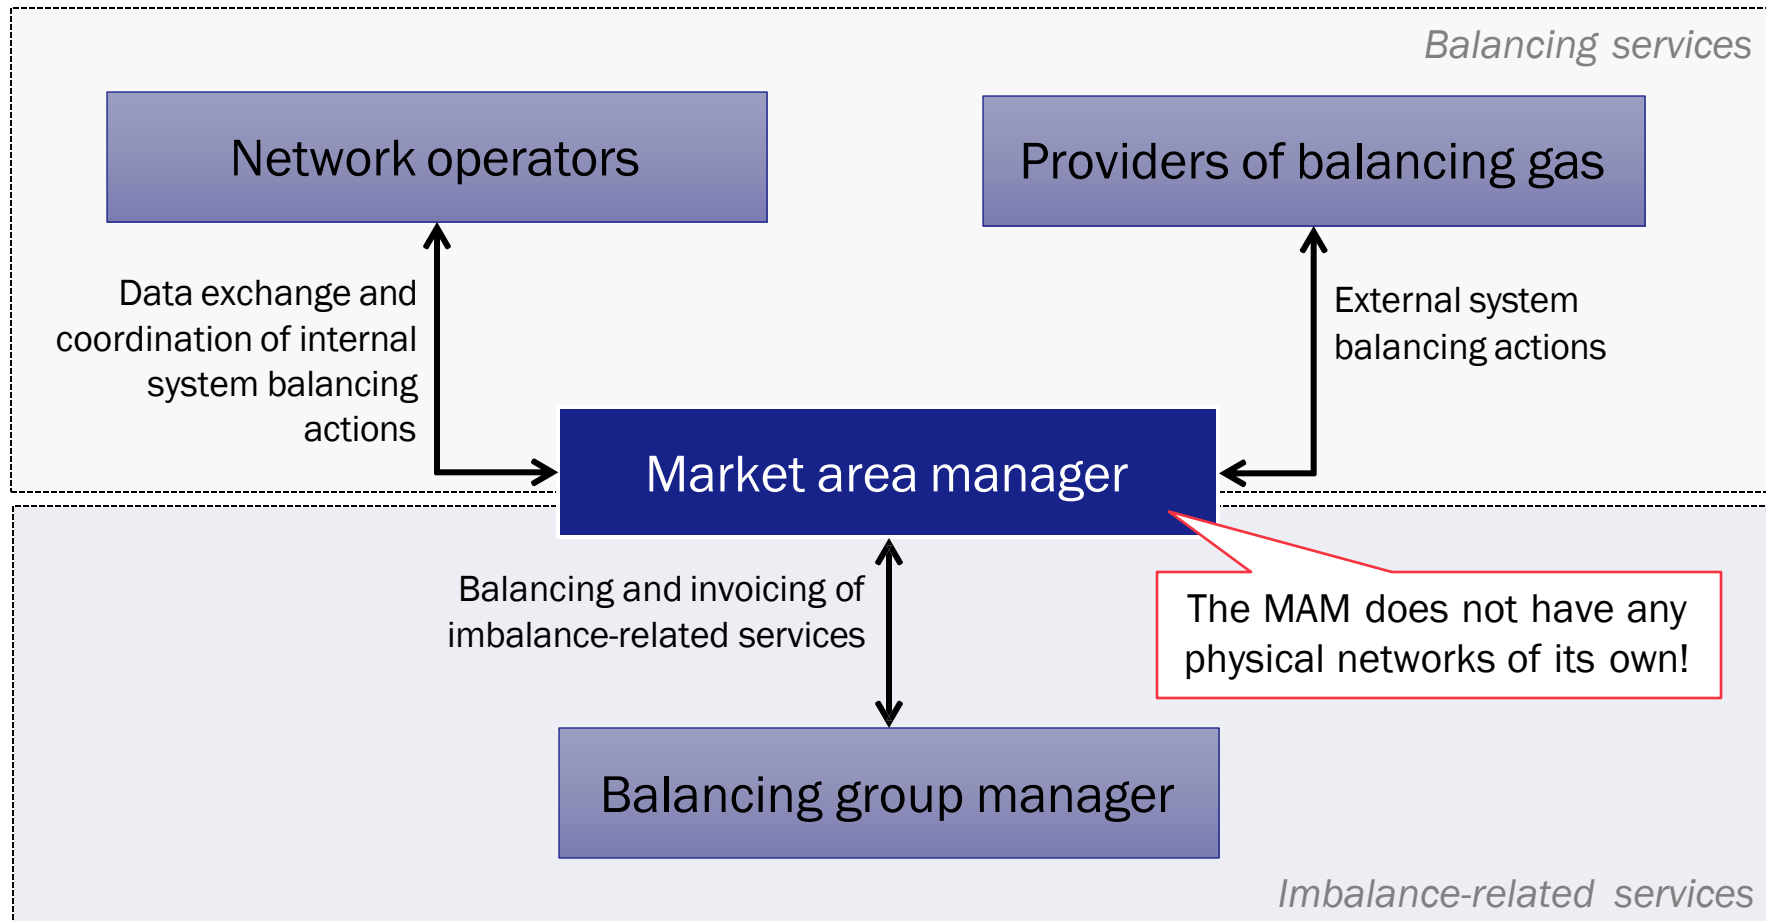 Balancing services
Network operators
Providers of balancing gas
Data exchange and
coordination of internal
system balancing
actions
External system
balancing actions
Market area manager
Balancing and invoicing of
imbalance-related services
The MAM does not have any
physical networks of its own!
Balancing group manager
Imbalance-related services